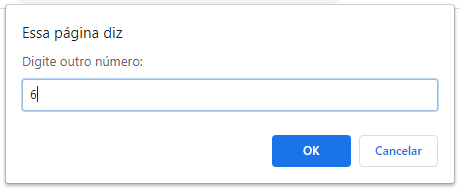 Essa página diz
Digite outro número:
6
OK
Cancelar